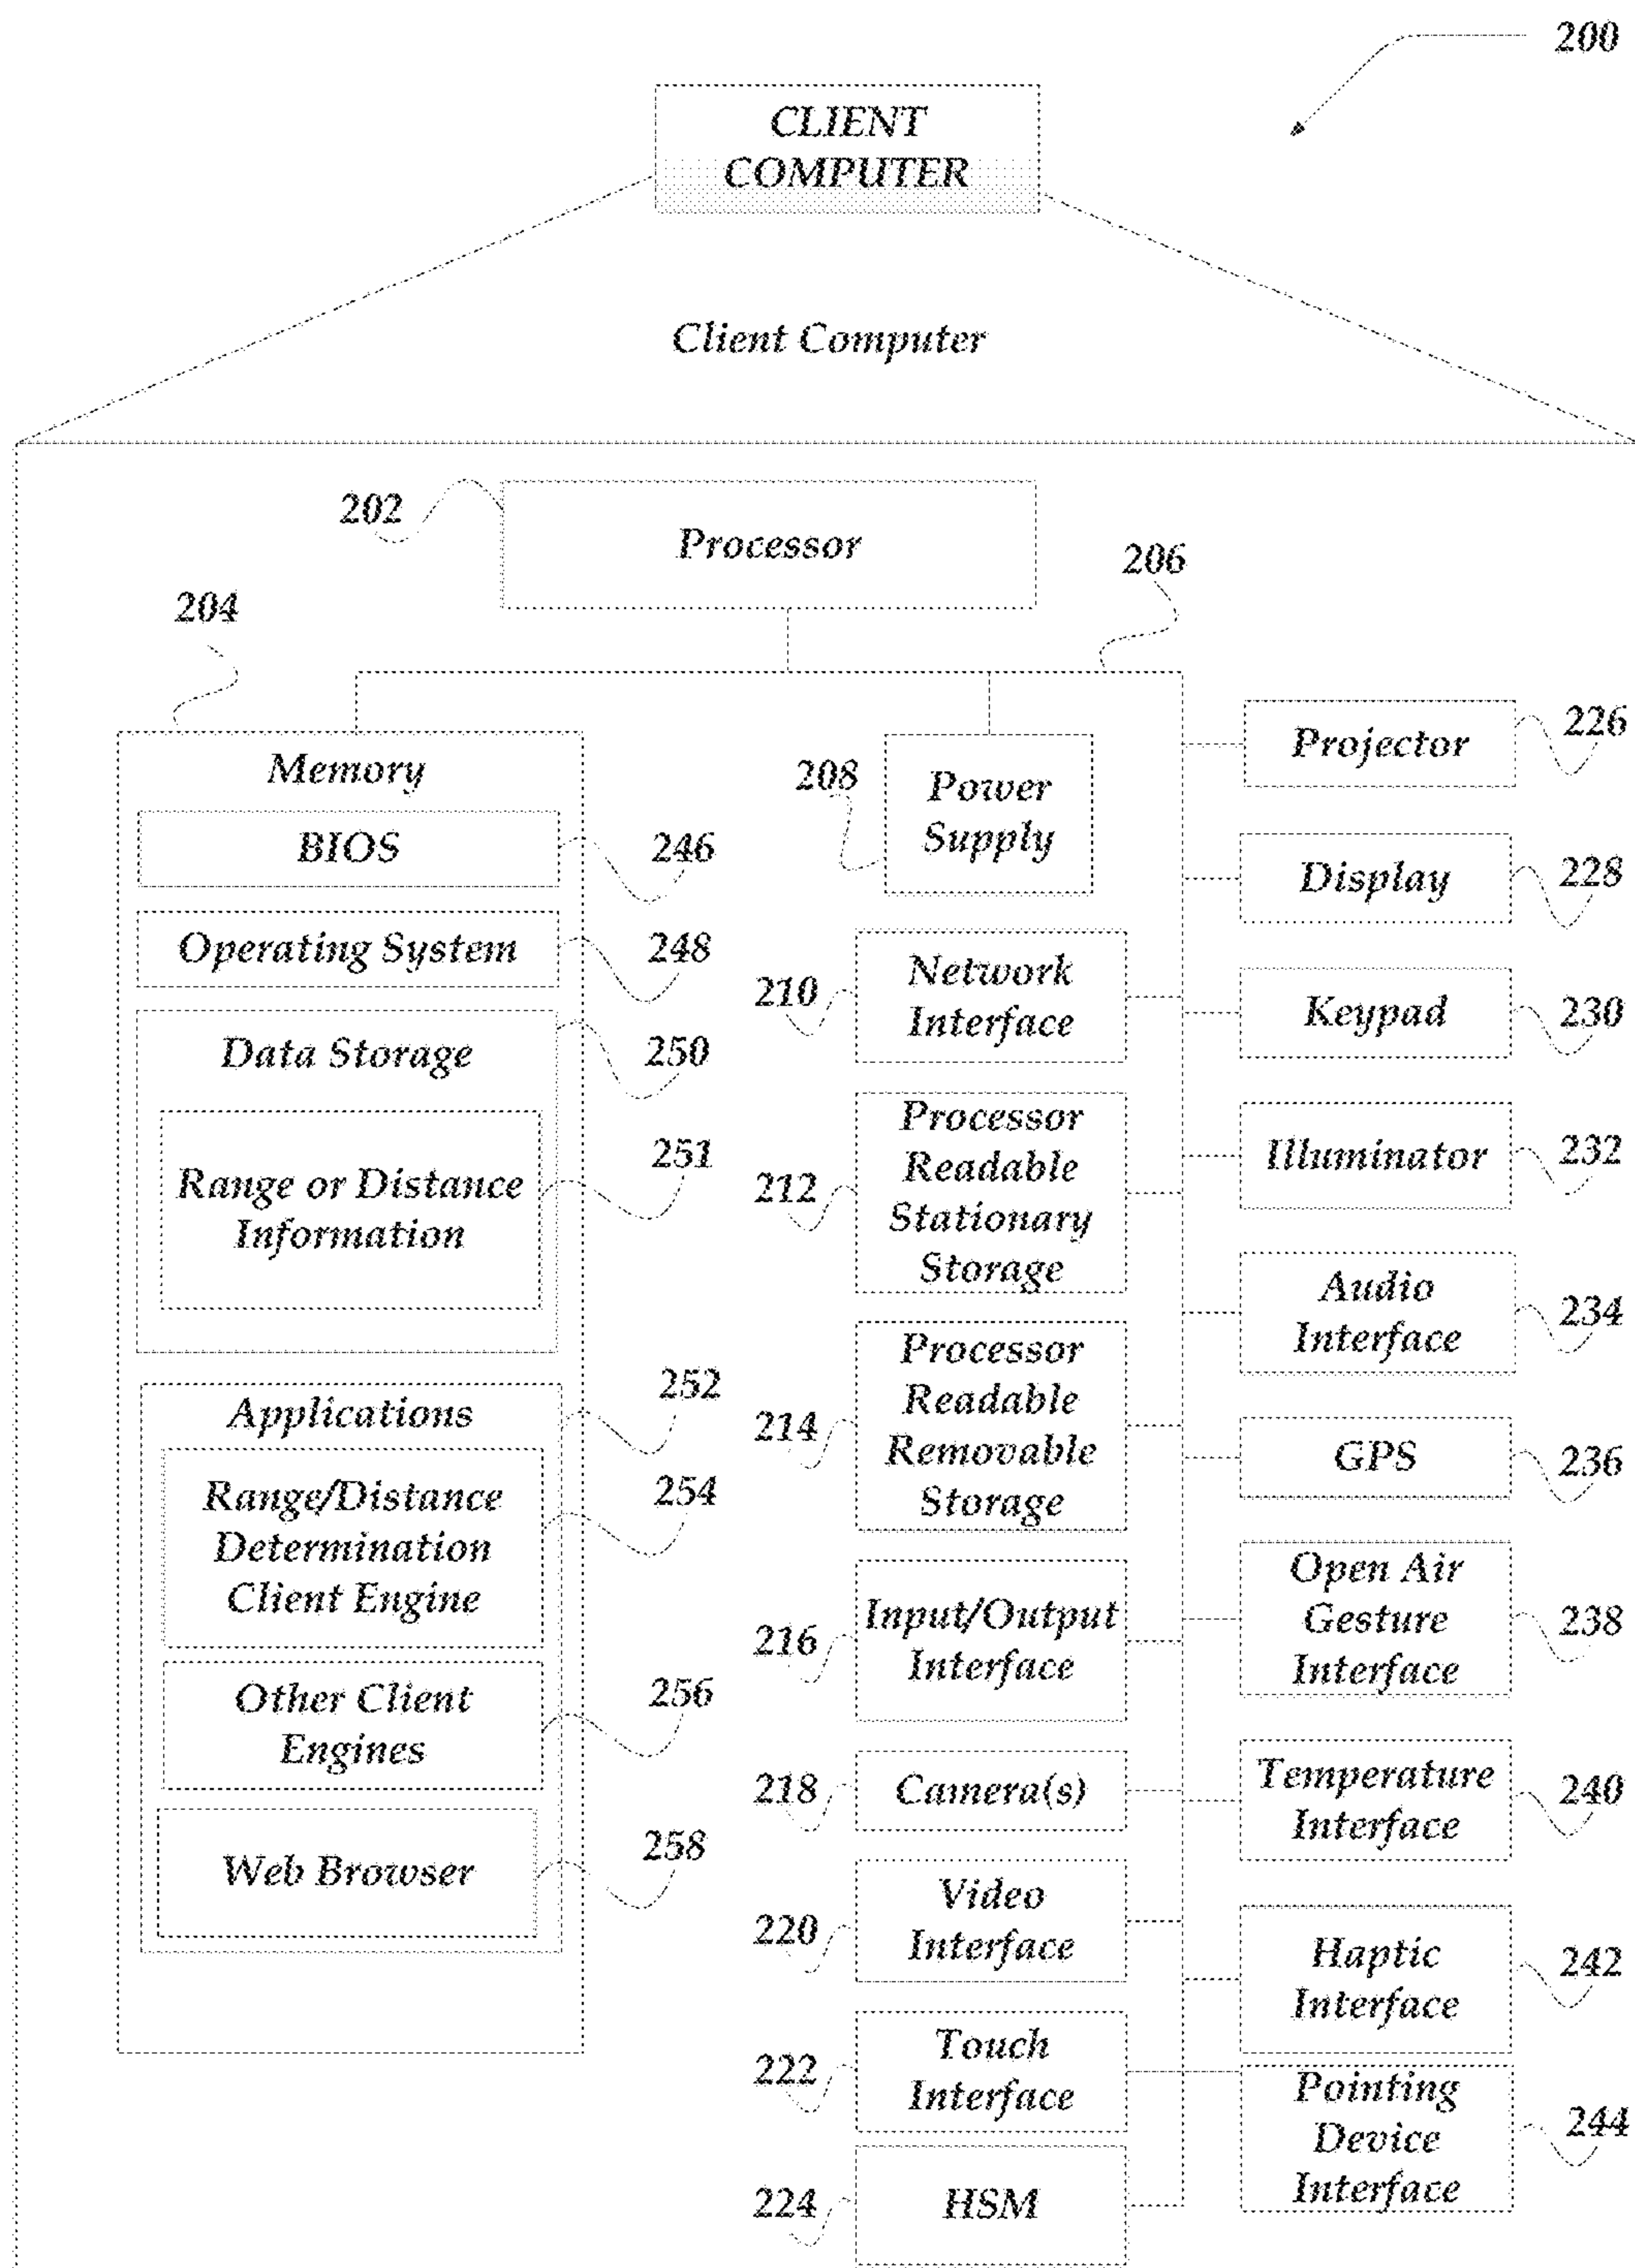 200
CLIENT
COMPUTER
Client Computer
202
Processor
206
204
Memory
BIOS
246
Operating System
248
Data Storage
250
Range or Distance
Information
251
Applications
252
Range/Distance
Determination
Client Engine
254
Other Client
Engines
256
Web Browser
258
208
Power
Supply
210
Network
Interface
212
Processor
Readable
Stationary
Storage
214
Processor
Readable
Removable
Storage
216
Input/Output
Interface
218
Camera(s)
220
Video
Interface
222
Touch
Interface
224
HSM
Projector
226
Display
228
Keypad
230
Illuminator
232
Audio
Interface
234
GPS
236
Open Air
Gesture
Interface
238
Temperature
Interface
240
Haptic
Interface
242
Pointing
Device
Interface
244